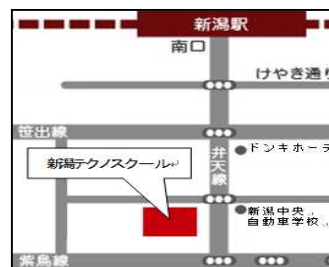 新潟駅
南口
けやき通り
笹出線
ドンキホーテ
新潟テクノスクール
弁天線
新潟中央
自動車学校
紫鳥線